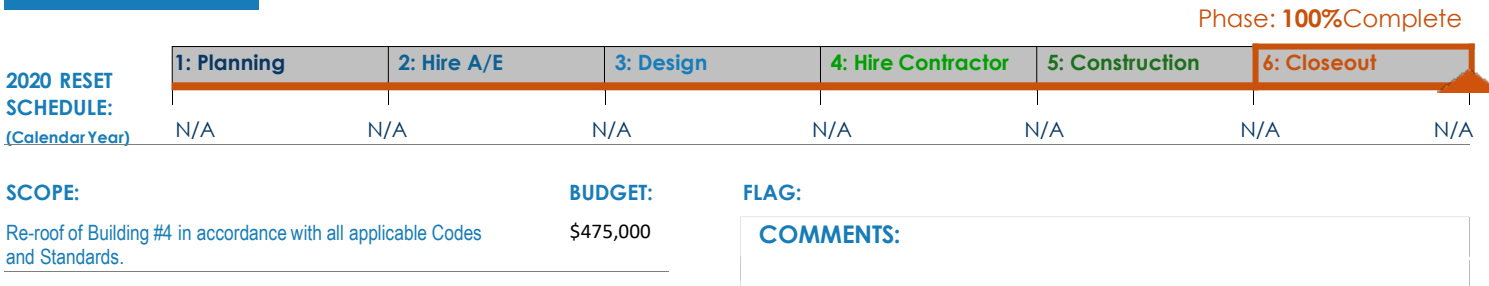 Phase: 100%Complete
1: Planning 2: Hire A/E 3: Design 4: Hire Contractor 5: Construction 6: Closeout
2020 RESET
SCHEDULE:
(Calendar Year)
N/A N/A N/A N/A N/A N/A N/A
SCOPE: BUDGET: FLAG:
Re-roof of Building #4 in accordance with all applicable Codes $475,000 COMMENTS:
and Standards.